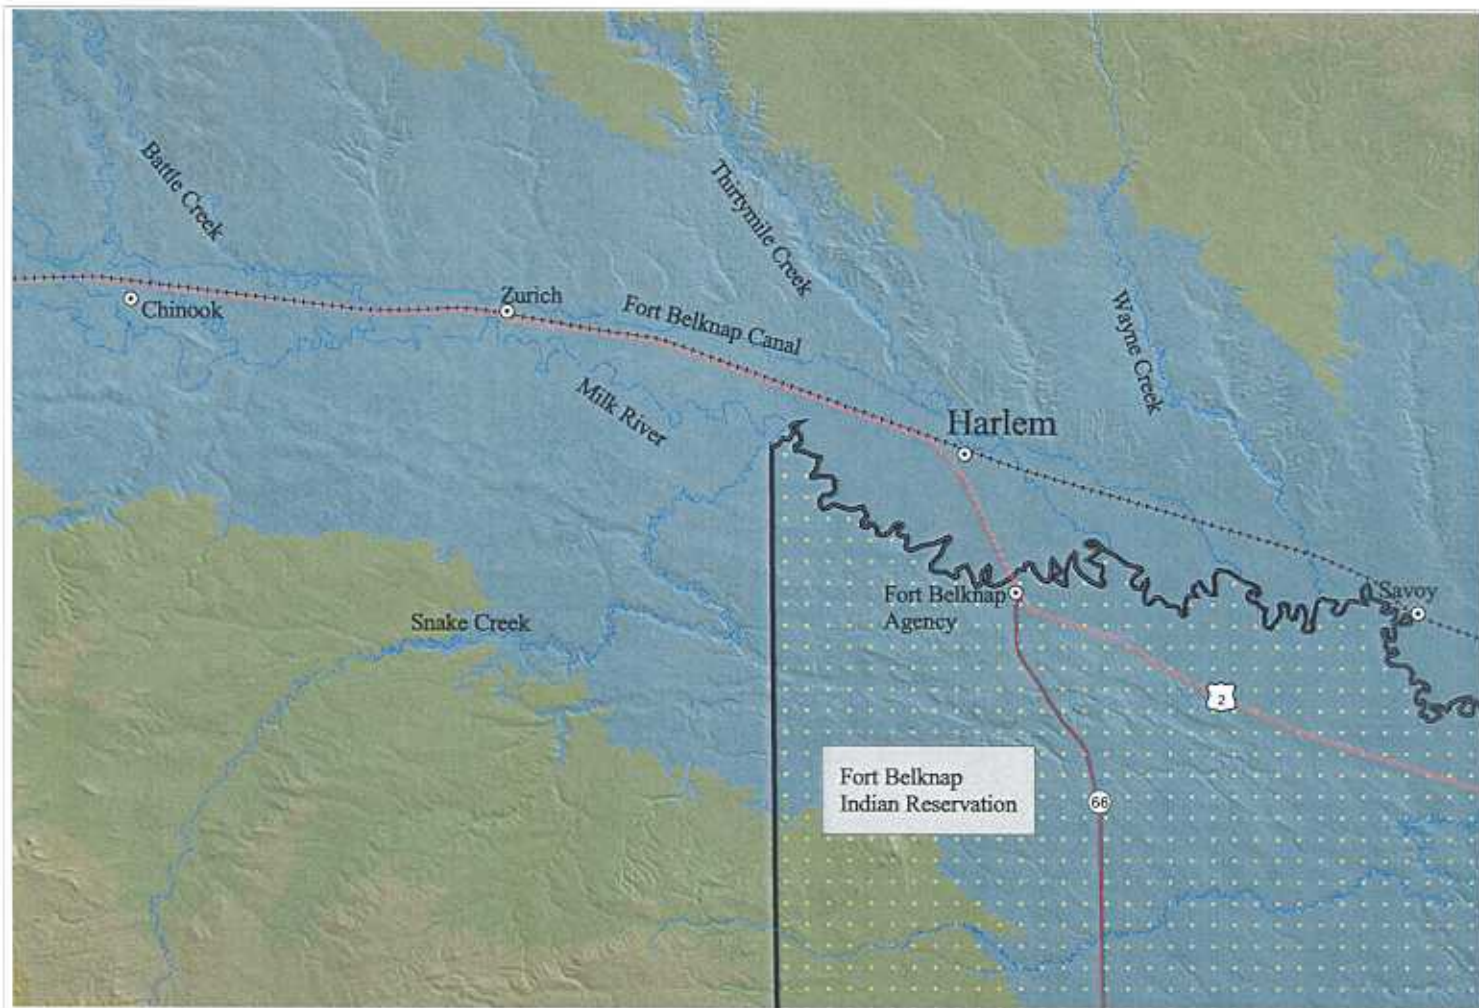 Battle Creek
Thirtymile Creek
Wayne Creek
Chinook
Zurich
Fort Belknap Canal
Milk River
Harlem
Fort Belknap
Agency
Savoy
Snake Creek
2
Fort Belknap
Indian Reservation
66